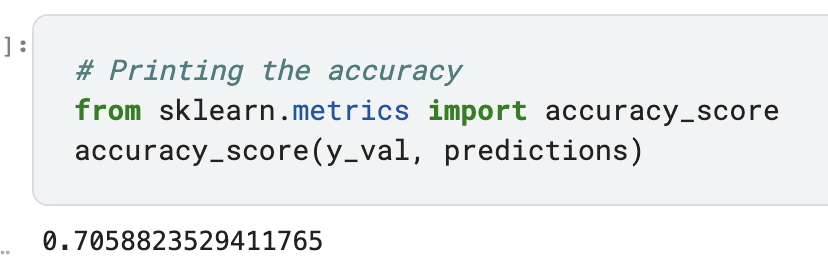 ]:
# Printing the accuracy
from sklearn.metrics import accuracy_score
accuracy_score(y_val, predictions)
..
0.7058823529411765